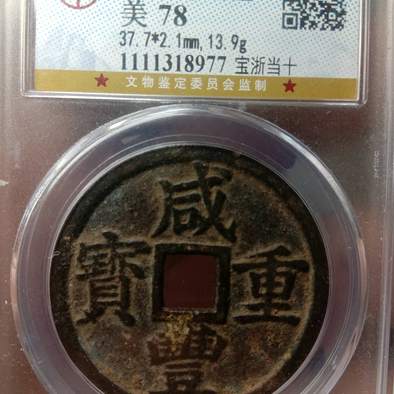 美 78
37.7*2.1mm,13.9g
1111318977 宝浙当十
★ 文物鉴定委员会监制 ★
咸
寶 重
豐